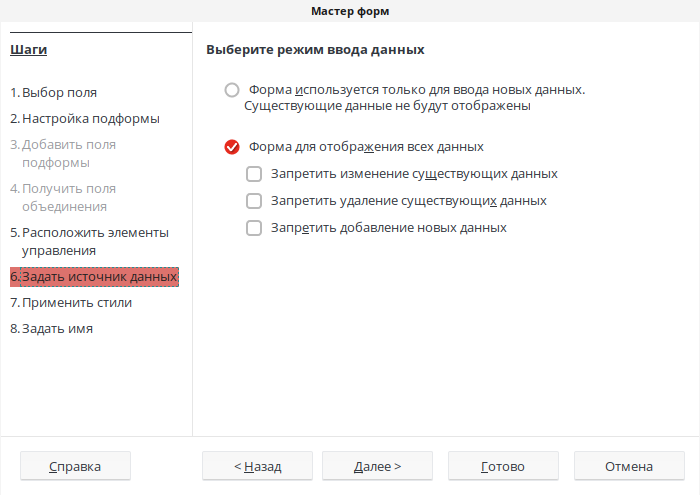 Мастер форм
Шаги
1. Выбор поля
2. Настройка подформы
3. Добавить поля
подформы
4. Получить поля
объединения
5. Расположить элементы
управления
6. Задать источник данных
7. Применить стили
8. Задать имя
Выберите режим ввода данных
Форма используется только для ввода новых данных.
Существующие данные не будут отображены
Форма для отображения всех данных
Запретить изменение существующих данных
Запретить удаление существующих данных
Запретить добавление новых данных
Справка
< Назад
Далее >
Готово
Отмена